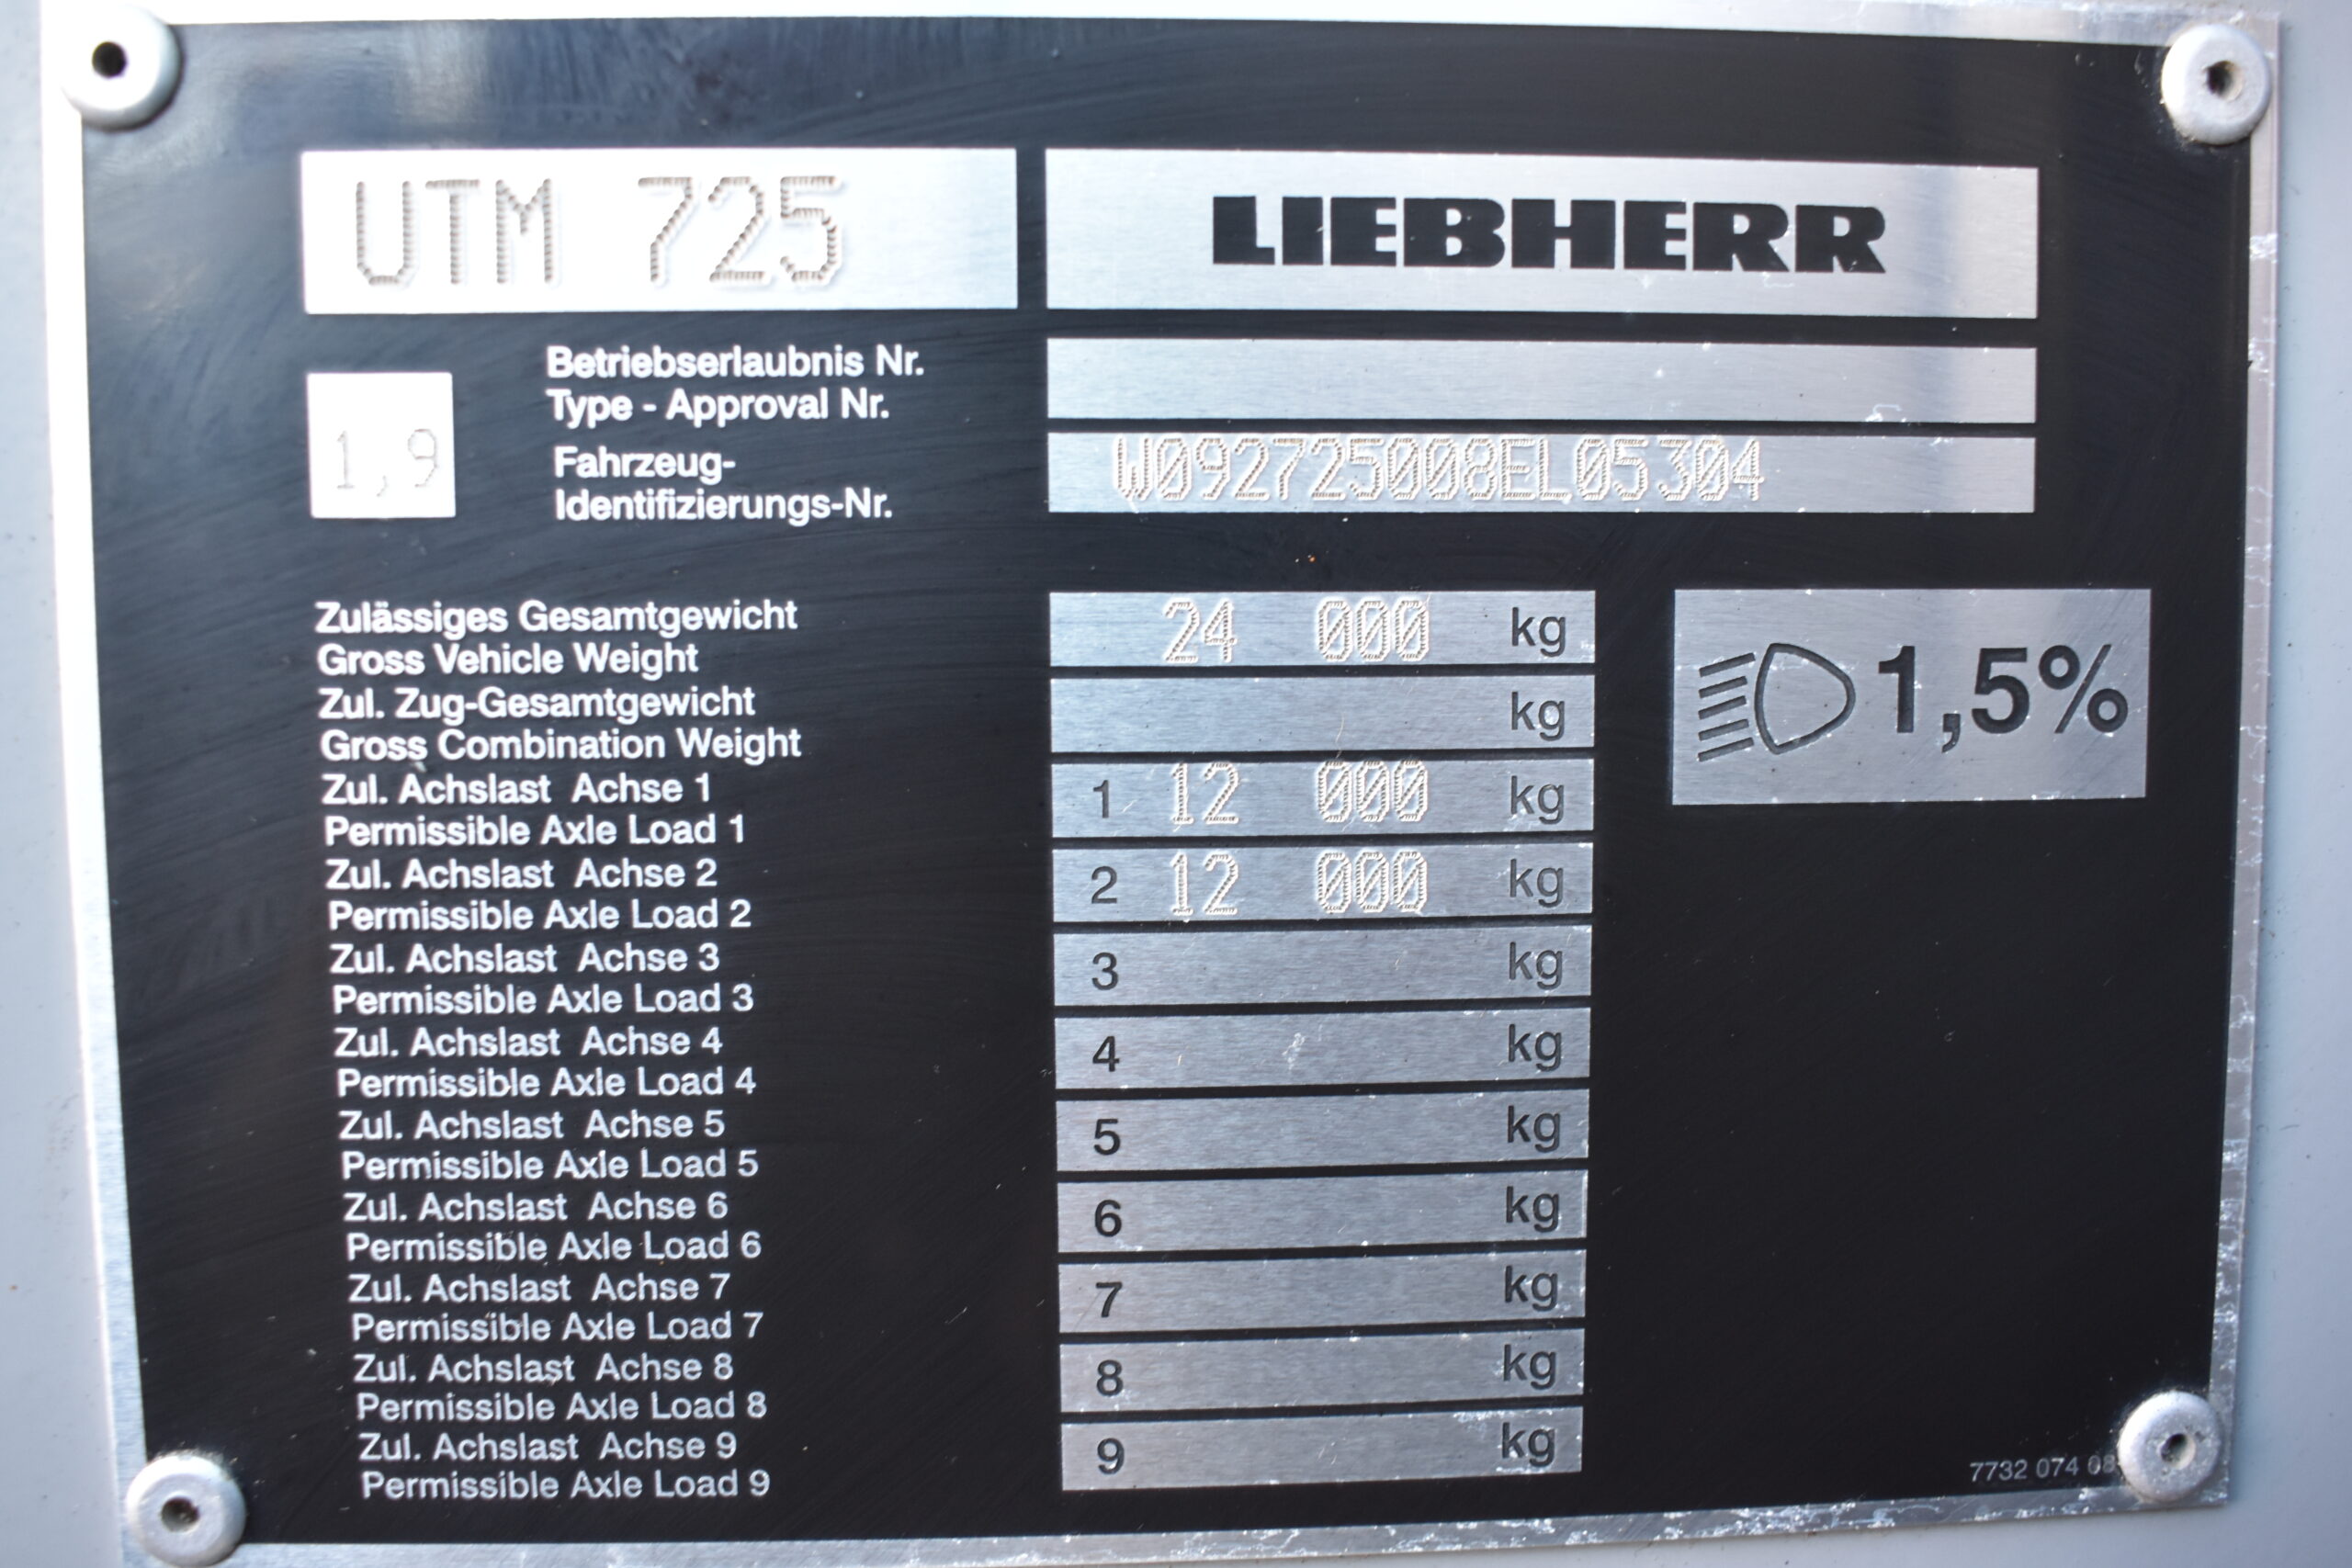 UTM 725
LIEBHERR
Betriebserlaubnis Nr.
Type - Approval Nr.
1,9
Fahrzeug-
Identifizierungs-Nr.
W092725008EL05304
Zulässiges Gesamtgewicht
Gross Vehicle Weight
24 000 kg
Zul. Zug-Gesamtgewicht
Gross Combination Weight
kg
1,5%
Zul. Achslast Achse 1
Permissible Axle Load 1
1 12 000 kg
Zul. Achslast Achse 2
Permissible Axle Load 2
2 12 000 kg
Zul. Achslast Achse 3
Permissible Axle Load 3
3 kg
Zul. Achslast Achse 4
Permissible Axle Load 4
4 kg
Zul. Achslast Achse 5
Permissible Axle Load 5
5 kg
Zul. Achslast Achse 6
Permissible Axle Load 6
6 kg
Zul. Achslast Achse 7
Permissible Axle Load 7
7 kg
Zul. Achslast Achse 8
Permissible Axle Load 8
8 kg
Zul. Achslast Achse 9
Permissible Axle Load 9
9 kg
7732 074 08